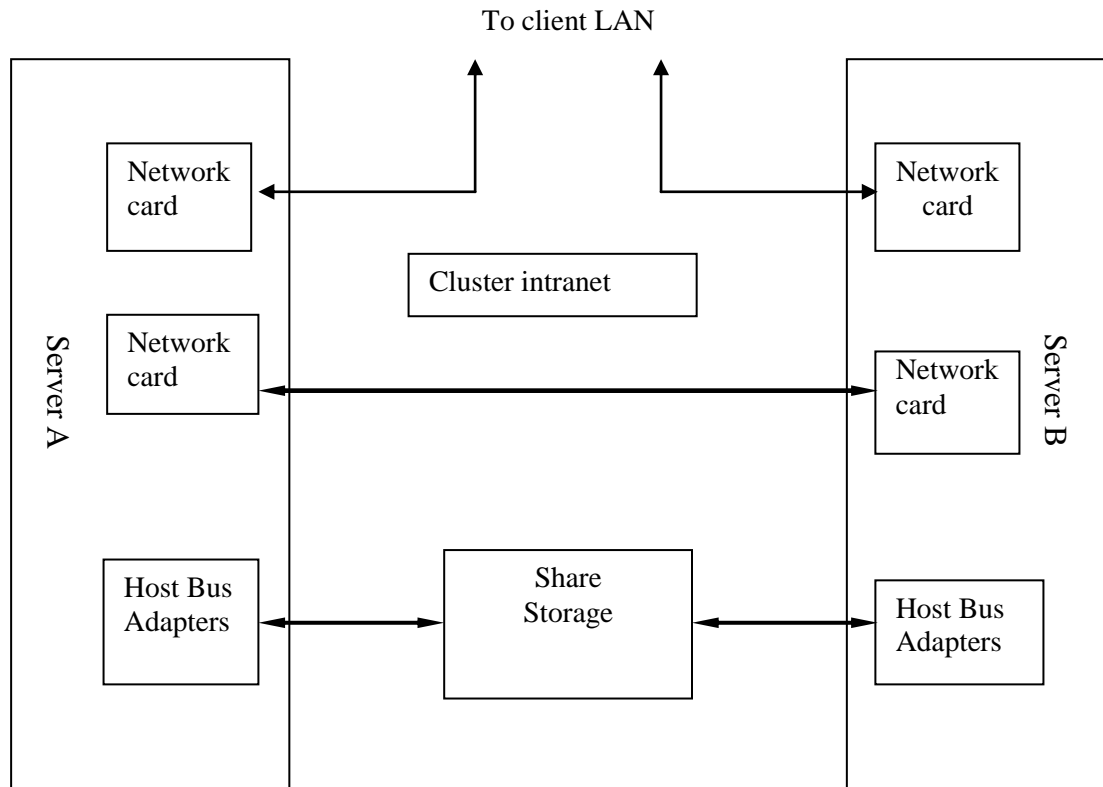 To client LAN
Network
card
Network
card
Cluster intranet
Network
card
Network
card
Server A
Server B
Host Bus
Adapters
Share
Storage
Host Bus
Adapters